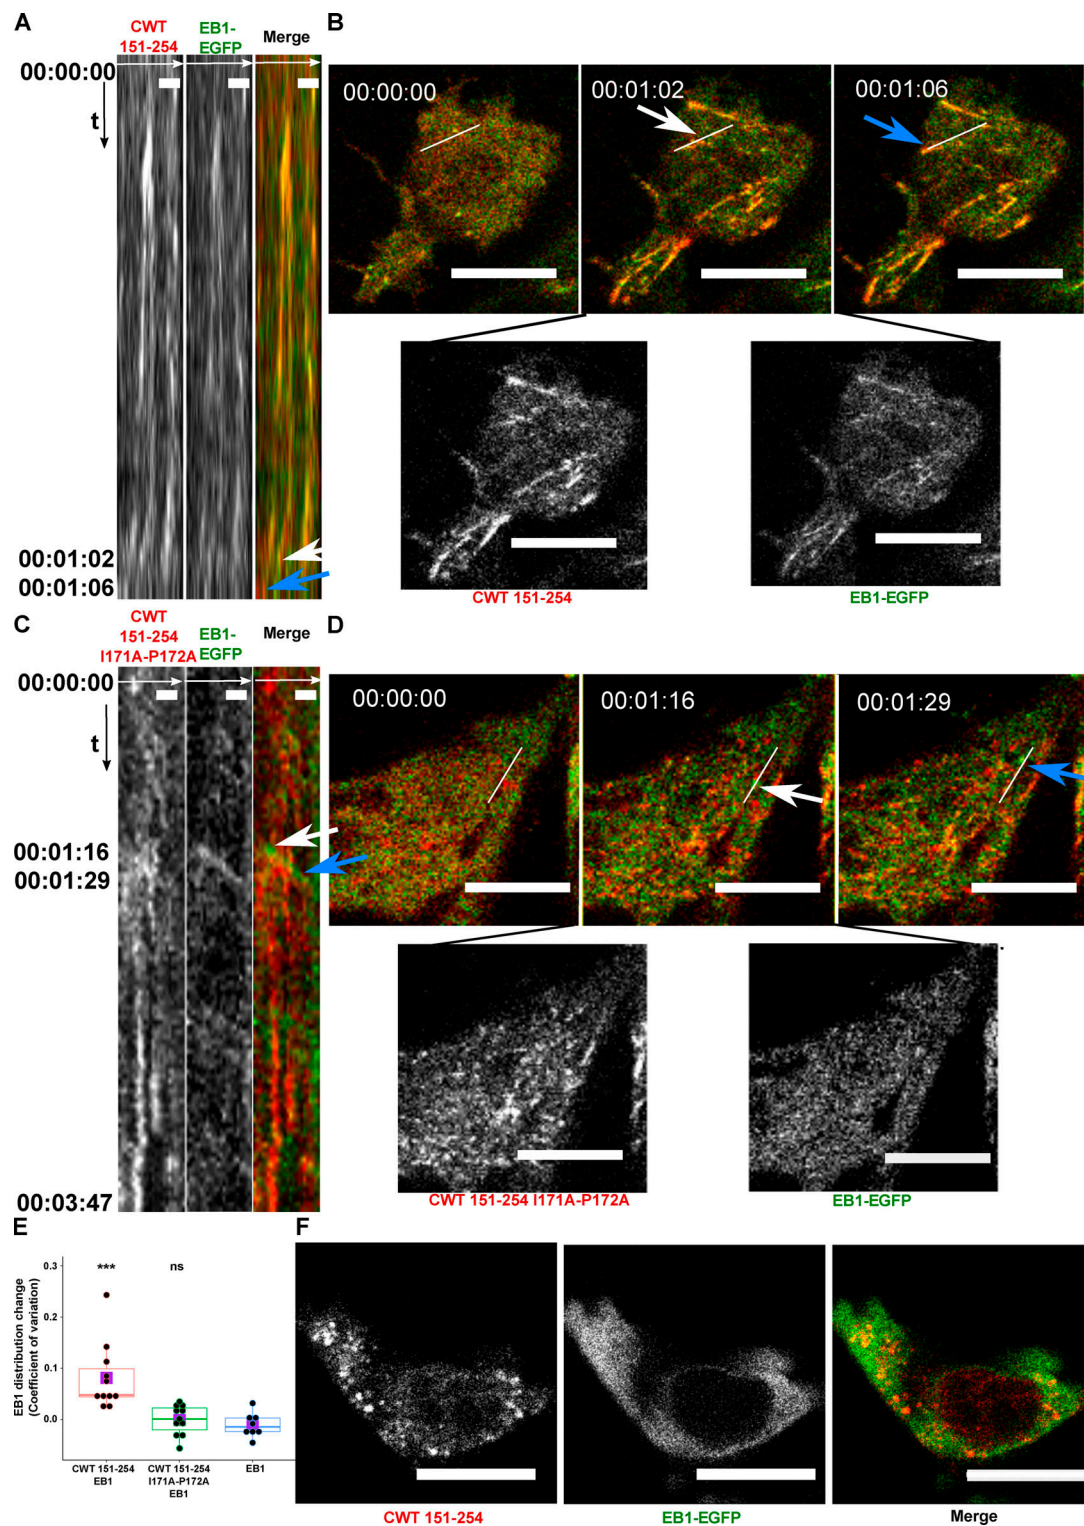 A
CWT
151-254
EB1-
EGFP
Merge
00:00:00
t
00:01:02
00:01:06
B
00:00:00
00:01:02
00:01:06
CWT 151-254
EB1-EGFP
C
CWT
151-254
I171A-P172A
EB1-
EGFP
Merge
00:00:00
t
00:01:16
00:01:29
00:03:47
D
00:00:00
00:01:16
00:01:29
CWT 151-254 I171A-P172A
EB1-EGFP
E
EB1 distribution change
(Coefficient of variation)
0.3
0.2
0.1
0.0
***
ns
CWT 151-254
EB1
CWT 151-254
I171A-P172A
EB1
EB1
F
CWT 151-254
EB1-EGFP
Merge